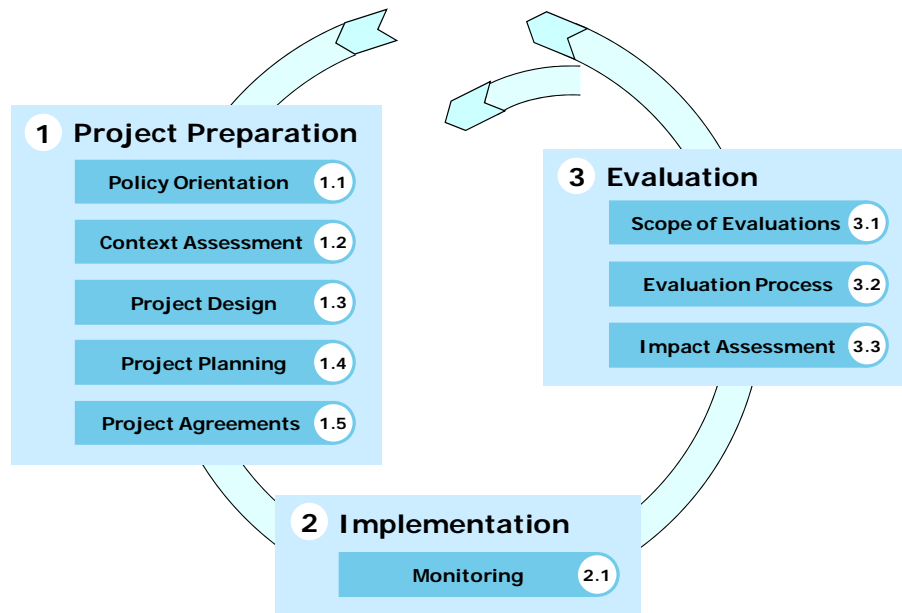 1 Project Preparation
Policy Orientation 1.1
Context Assessment 1.2
Project Design 1.3
Project Planning 1.4
Project Agreements 1.5
2 Implementation
Monitoring 2.1
3 Evaluation
Scope of Evaluations 3.1
Evaluation Process 3.2
Impact Assessment 3.3